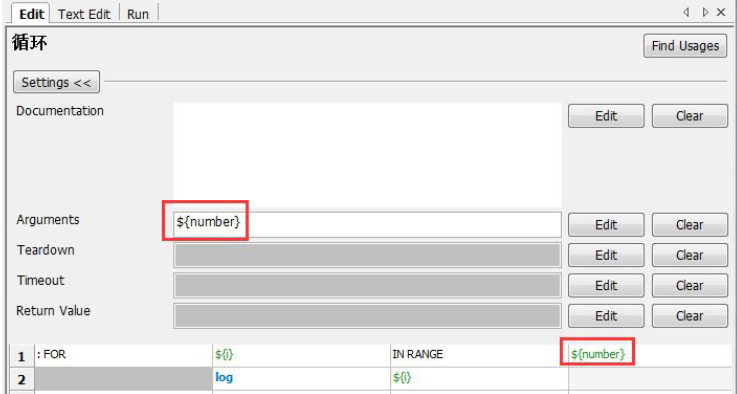 Edit Text Edit Run
循环
Find Usages
Settings <<
Documentation
Edit Clear
Arguments ${number} Edit Clear
Teardown Edit Clear
Timeout Edit Clear
Return Value Edit Clear
1 : FOR ${i} IN RANGE ${number}
2 log ${i}